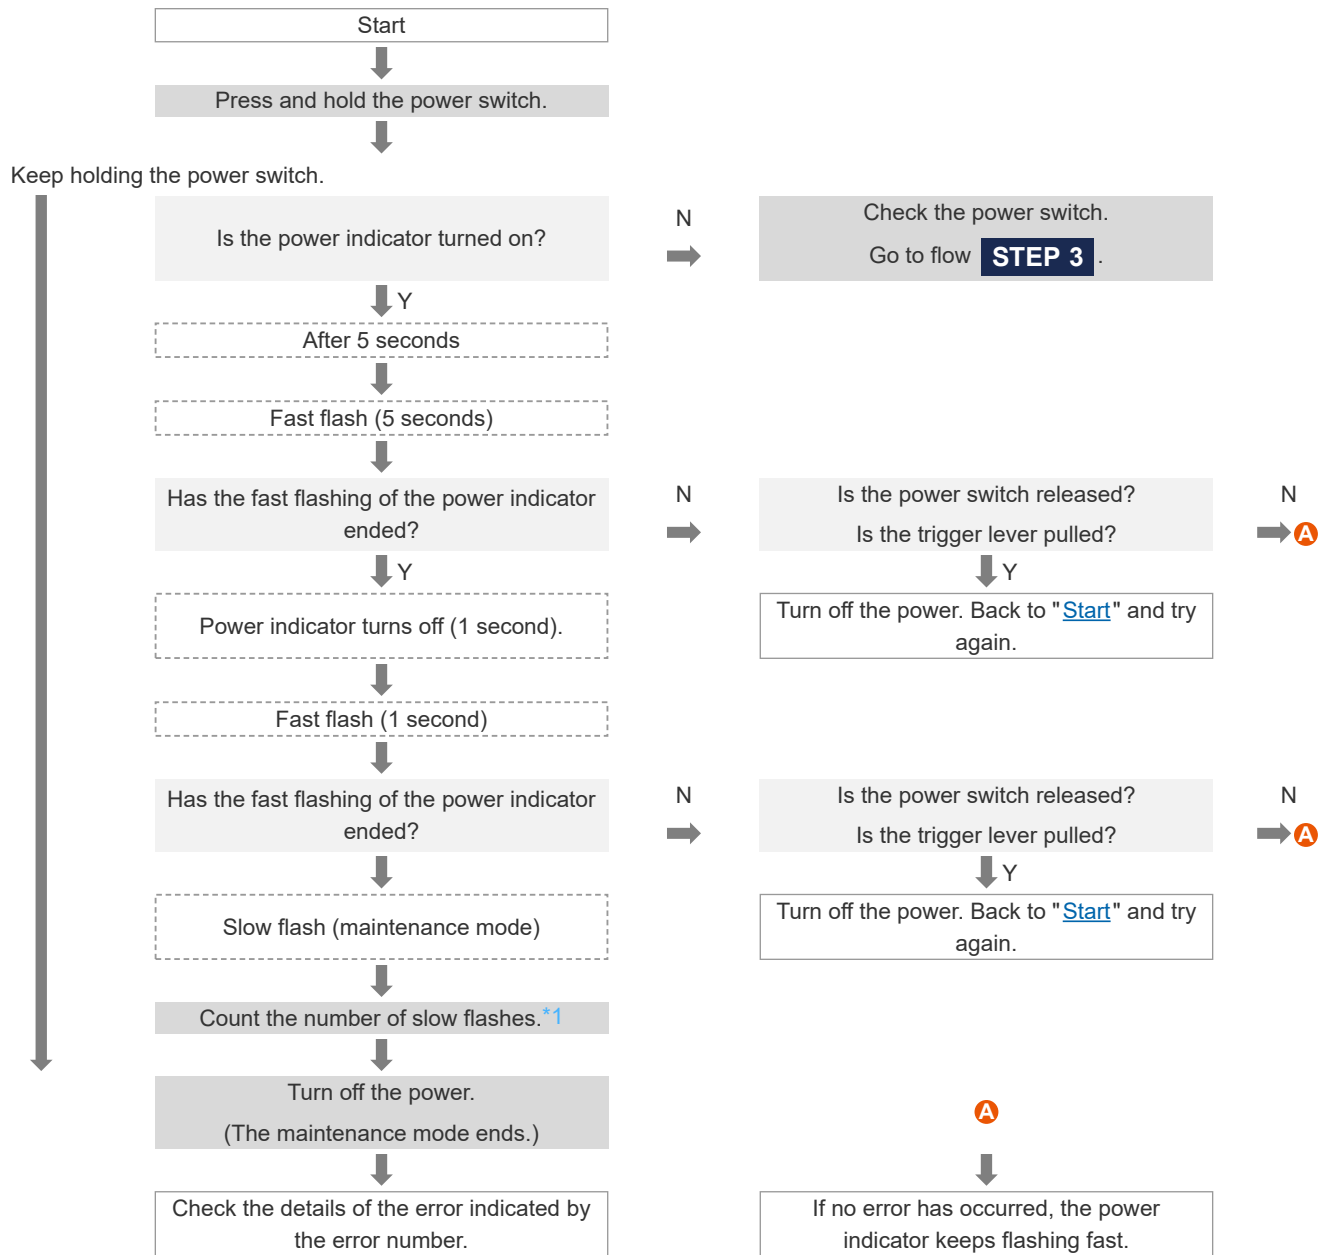 Start
Press and hold the power switch.
Keep holding the power switch.
Is the power indicator turned on?
N
Check the power switch.
Go to flow STEP 3 .
Y
After 5 seconds
Fast flash (5 seconds)
Has the fast flashing of the power indicator
ended?
N
Is the power switch released?
Is the trigger lever pulled?
N
A
Y
Y
Power indicator turns off (1 second).
Turn off the power. Back to "Start" and try
again.
Fast flash (1 second)
Has the fast flashing of the power indicator
ended?
N
Is the power switch released?
Is the trigger lever pulled?
N
A
Y
Slow flash (maintenance mode)
Turn off the power. Back to "Start" and try
again.
Count the number of slow flashes.*1
Turn off the power.
(The maintenance mode ends.)
A
Check the details of the error indicated by
the error number.
If no error has occurred, the power
indicator keeps flashing fast.